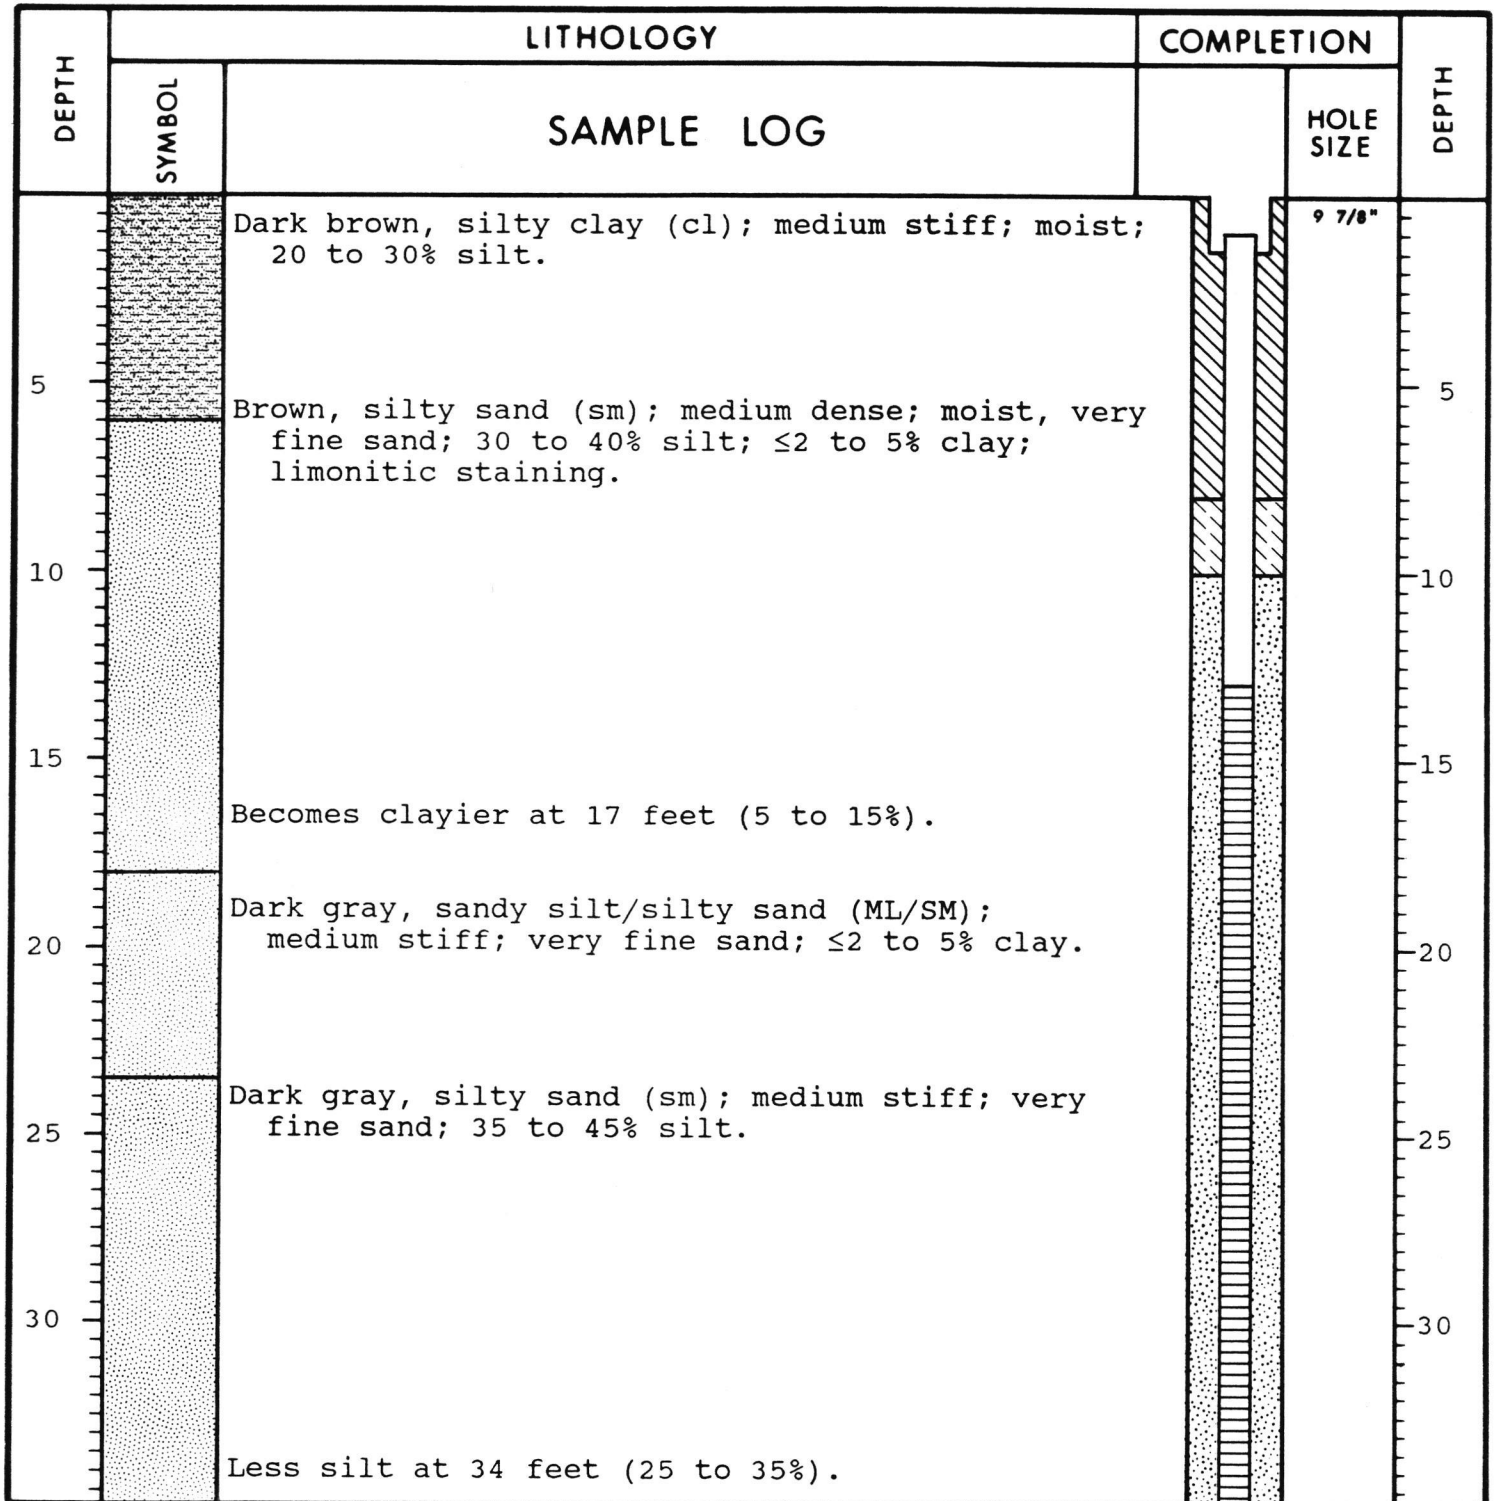 LITHOLOGY
COMPLETION
DEPTH
SYMBOL
SAMPLE LOG
HOLE
SIZE
DEPTH
Dark brown, silty clay (cl); medium stiff; moist;
20 to 30% silt.
9 7/8"
5
5
Brown, silty sand (sm); medium dense; moist, very
fine sand; 30 to 40% silt; ≤2 to 5% clay;
limonitic staining.
10
10
15
15
Becomes clayier at 17 feet (5 to 15%).
Dark gray, sandy silt/silty sand (ML/SM);
medium stiff; very fine sand; ≤2 to 5% clay.
20
20
Dark gray, silty sand (sm); medium stiff; very
fine sand; 35 to 45% silt.
25
25
30
30
Less silt at 34 feet (25 to 35%).